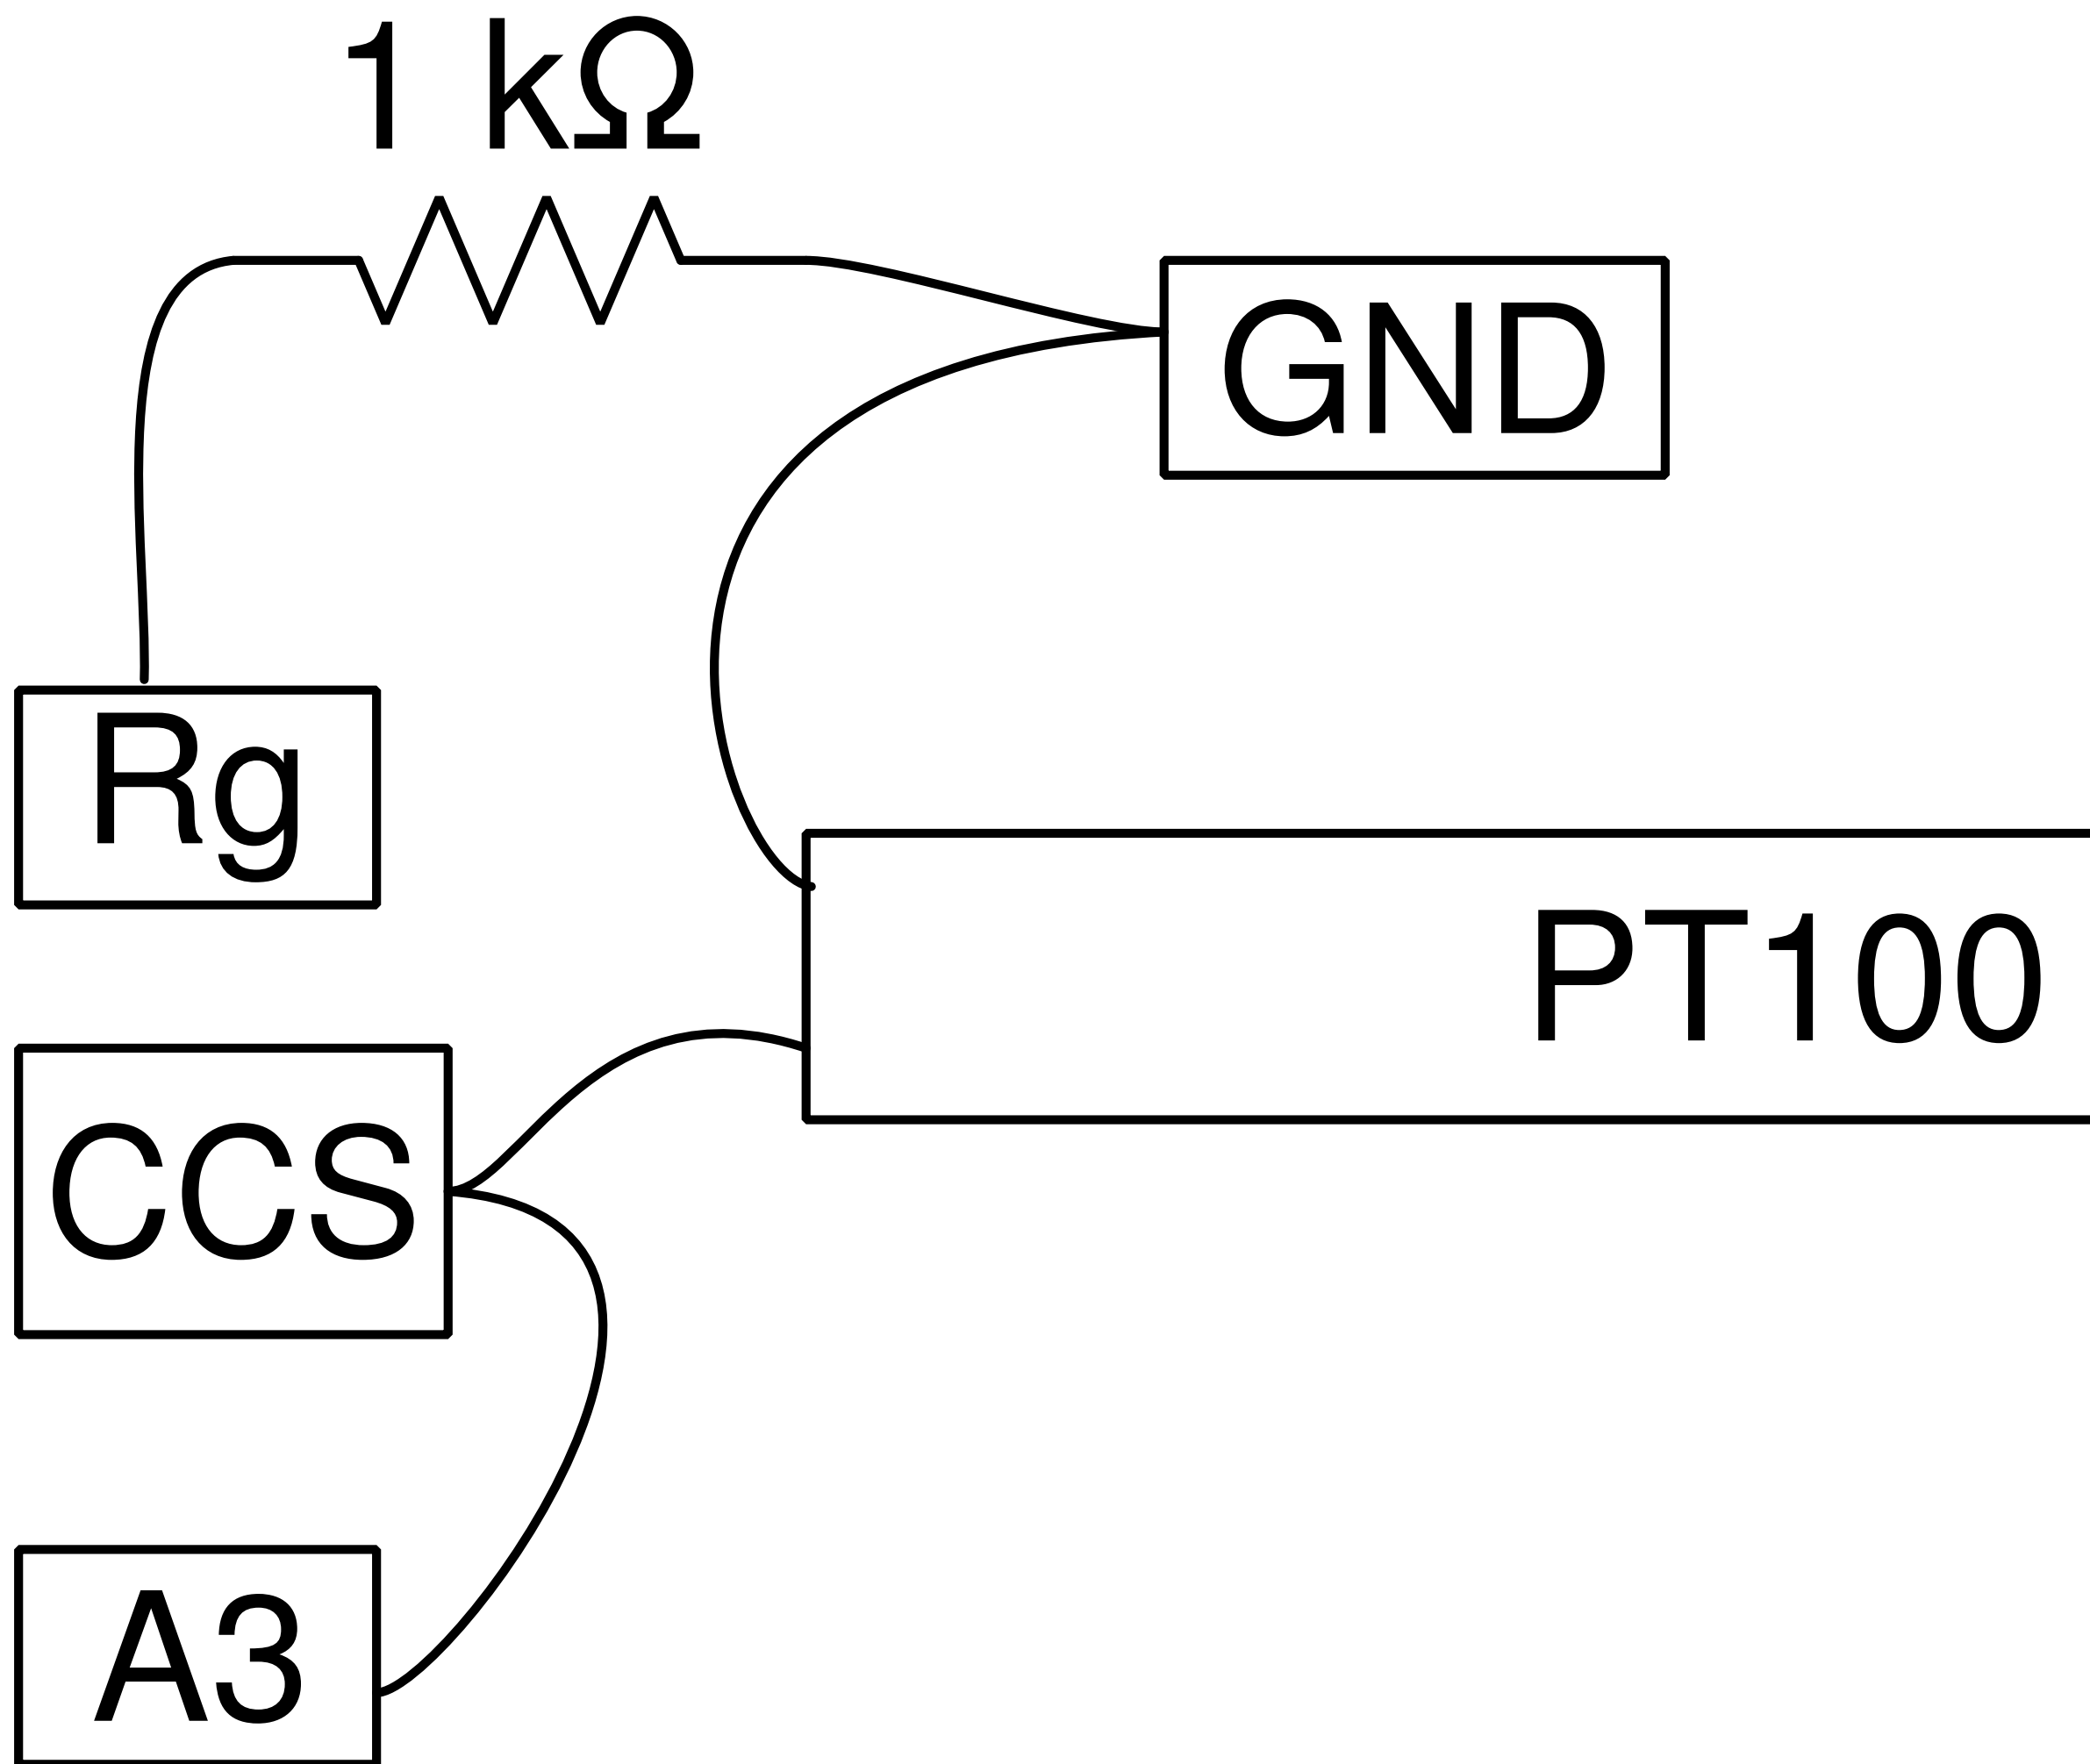 1 kΩ
GND
Rg
PT100
CCS
A3